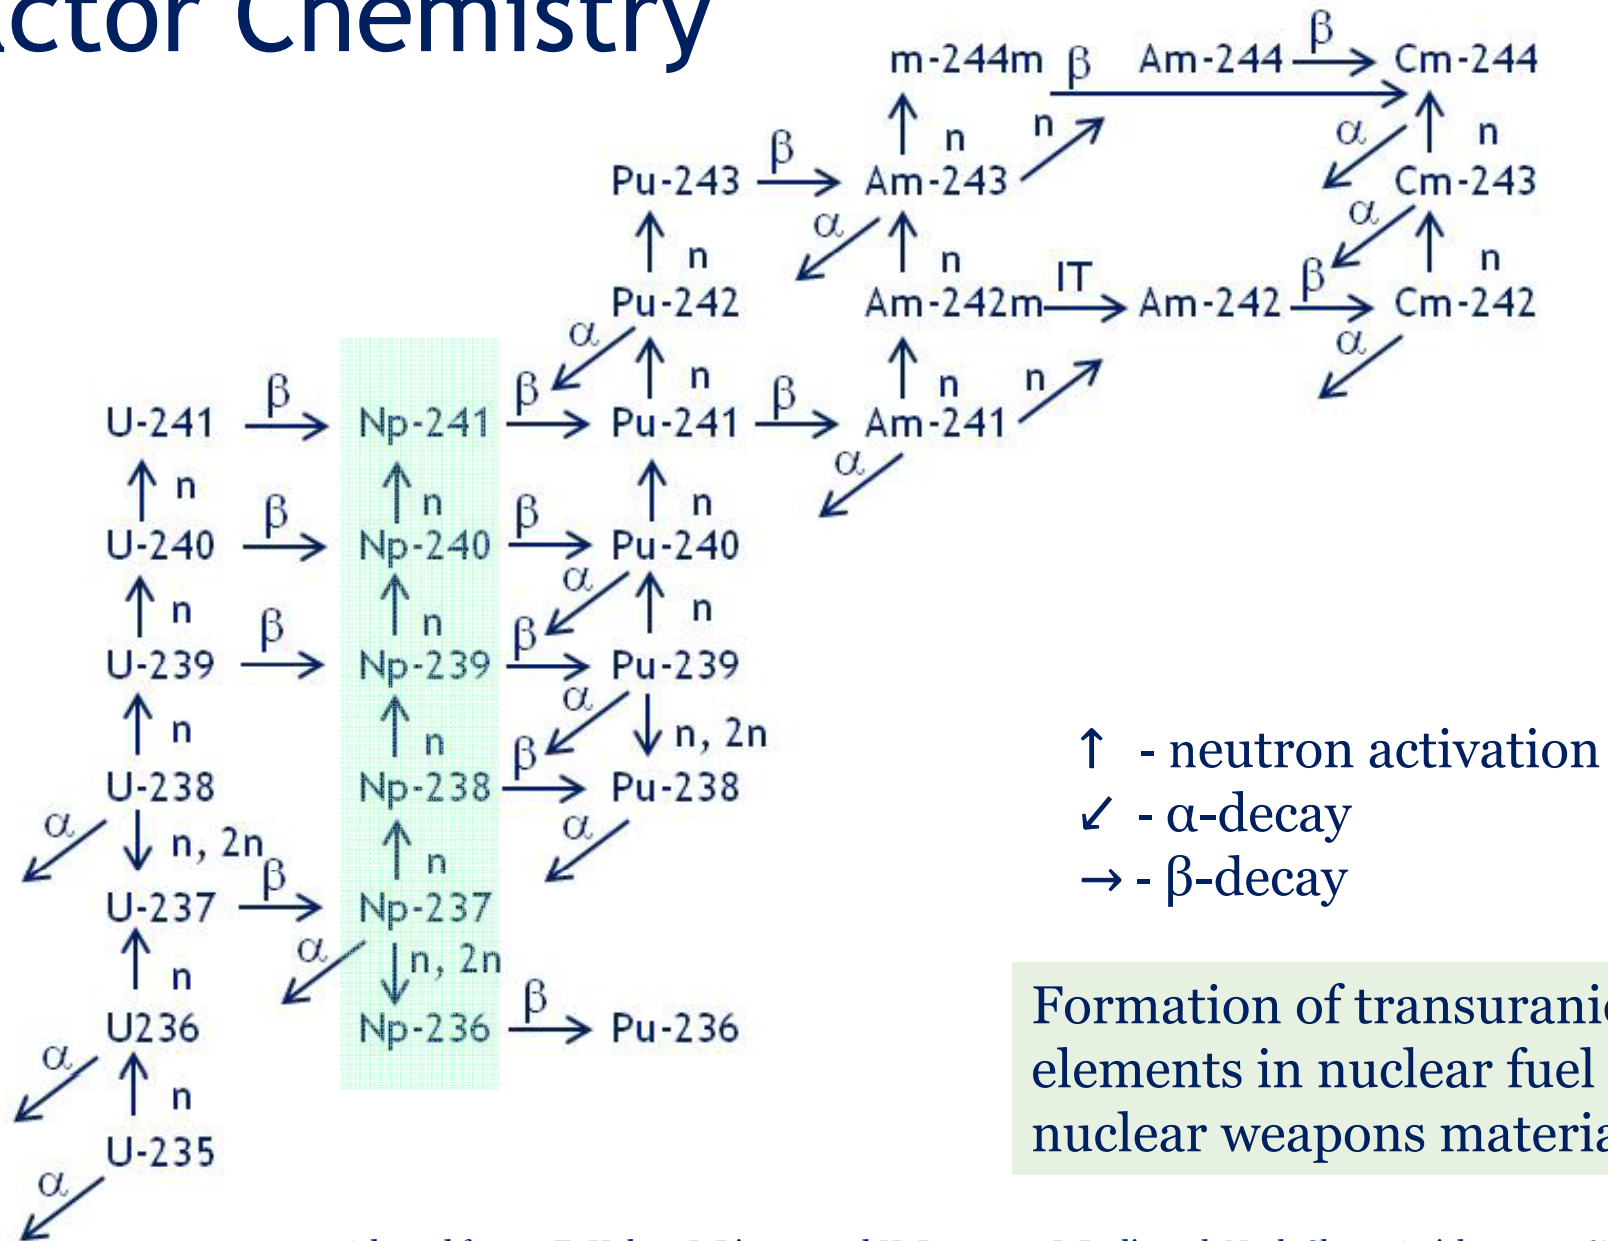 Chemistry
m-244m β Am-244 β Cm-244
n n α n
Pu-243 β Am-243 Cm-243
n α n α n
Pu-242 Am-242m IT Am-242 β Cm-242
α n n n α
U-241 β Np-241 β Pu-241 β Am-241
n n n α
U-240 β Np-240 β Pu-240
n n α n
U-239 β Np-239 β Pu-239
n n α n, 2n
U-238 Np-238 β Pu-238
α n, 2n n α
U-237 β Np-237
n α n, 2n
U236 Np-236 β Pu-236
α n
U-235
α
↑ - neutron activation
↙ - α-decay
→ - β-decay
Formation of
elements in nuclear fuel
nuclear weapons